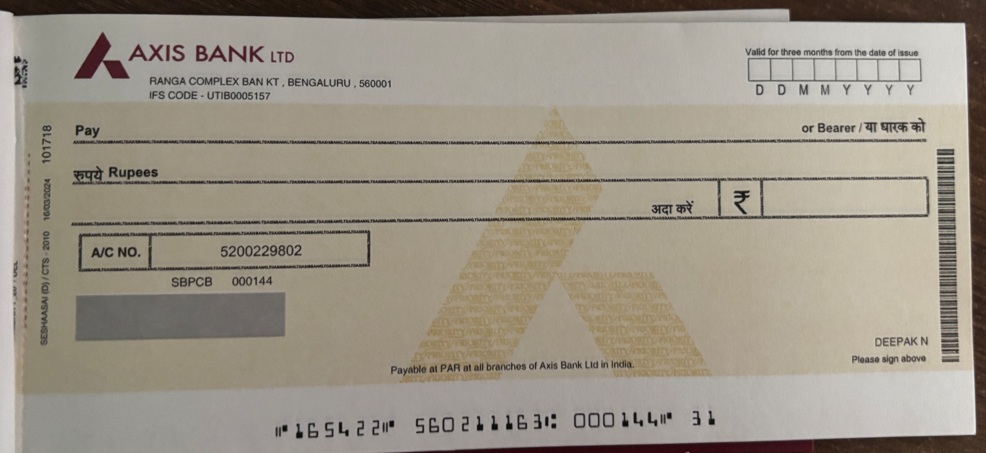 AXIS BANK LTD
RANGA COMPLEX BAN KT , BENGALURU , 560001
IFS CODE - UTIB0005157
Valid for three months from the date of issue
D D M M Y Y Y Y
Pay
or Bearer / या धारक को
रुपये Rupees
अदा करें ₹
A/C NO. 5200229802
SBPCB 000144
DEEPAK N
Please sign above
Payable at PAR at all branches of Axis Bank Ltd in India.
SESHAASAI (D) / CTS - 2010 16/03/2024 101718
⑈165422⑈ 560211163⑆ 000144⑈ 31